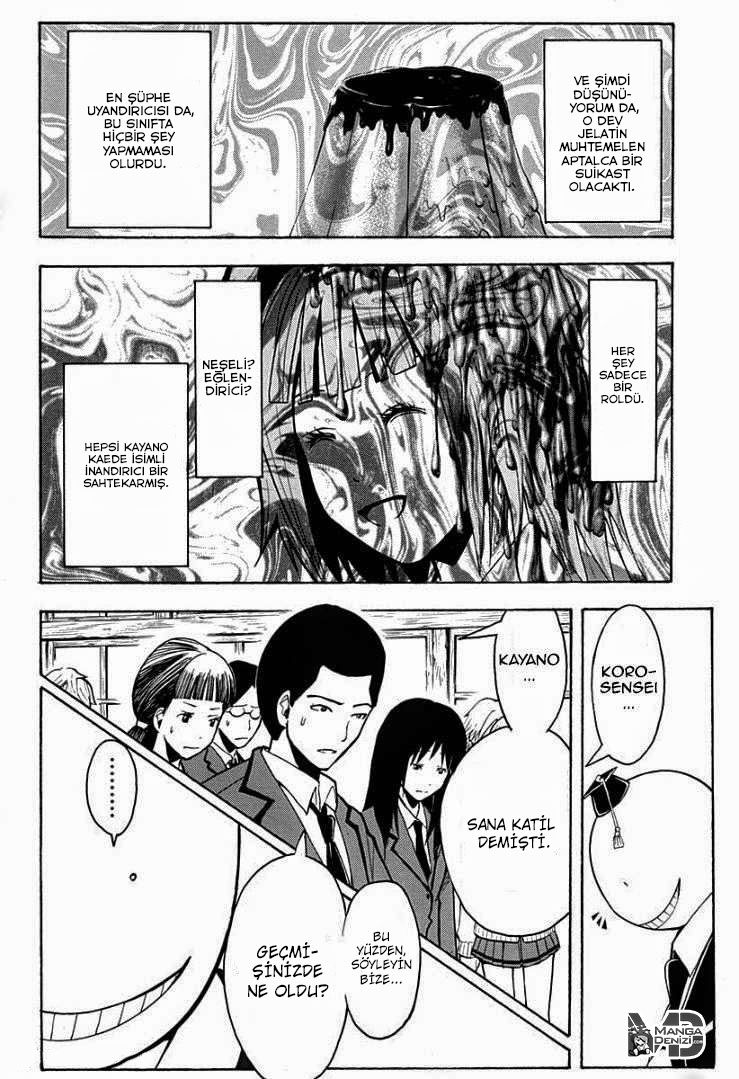 VE ŞİMDİ
DÜŞÜNÜ-
YORUM DA,
O DEV
JELATİN
MUHTEMELEN
APTALCA BİR
SUİKAST
OLACAKTI.
EN ŞÜPHE
UYANDIRICISI DA,
BU SINIFTA
HİÇBİR ŞEY
YAPMAMASI
OLURDU.
HER
ŞEY
SADECE
BİR
ROLDÜ.
NEŞELİ?
EĞLEN-
DİRİCİ?
HEPSİ KAYANO
KAEDE İSİMLİ
İNANDIRICI BİR
SAHTEKARMIŞ.
KORO-
SENSEI
...
KAYANO
...
SANA KATİL
DEMİŞTİ.
BU
YÜZDEN,
SÖYLEYİN
BİZE...
GEÇMİ-
ŞİNİZDE
NE OLDU?
........
MANGA
DENİZİ.com